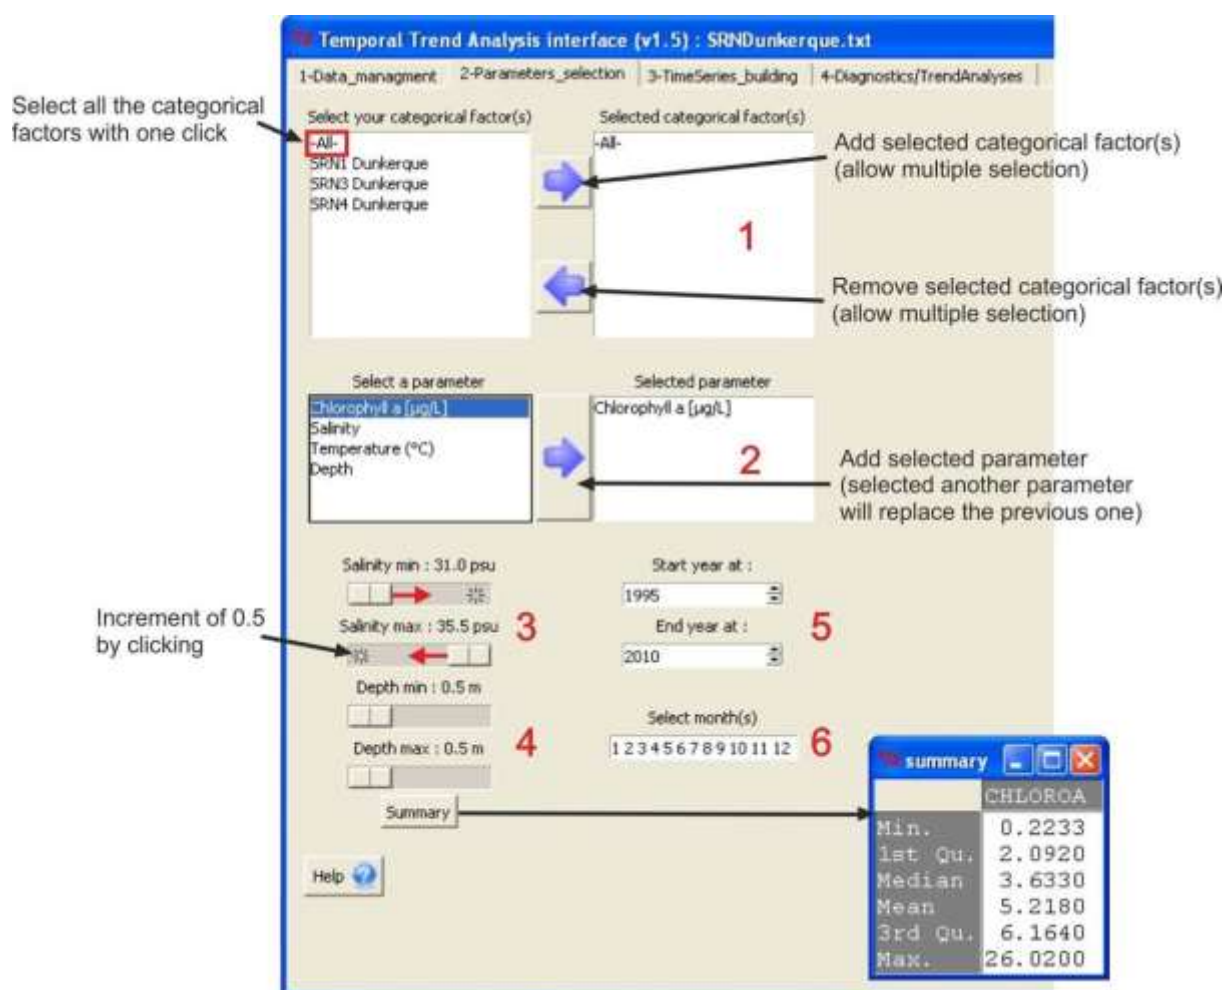 Temporal Trend Analysis interface (v1.5) : SRNDunkerque.txt
1-Data_managment 2-Parameters_selection 3-TimeSeries_building 4-Diagnostics/TrendAnalyses
Select all the categorical
factors with one click
Select your categorical factor(s)
-All-
SRN1 Dunkerque
SRN3 Dunkerque
SRN4 Dunkerque
Selected categorical factor(s)
-All-
Add selected categorical factor(s)
(allow multiple selection)
1
Remove selected categorical factor(s)
(allow multiple selection)
Select a parameter
Chlorophyll a [µg/L]
Salinity
Temperature (°C)
Depth
Selected parameter
Chlorophyll a [µg/L]
2
Add selected parameter
(selected another parameter
will replace the previous one)
Salinity min : 31.0 psu
Salinity max : 35.5 psu
3
Increment of 0.5
by clicking
Depth min : 0.5 m
Depth max : 0.5 m
4
Start year at :
1995
End year at :
2010
5
Select month(s)
1 2 3 4 5 6 7 8 9 10 11 12
6
Summary
Help
summary
CHLOROA
Min. 0.2233
1st Qu. 2.0920
Median 3.6330
Mean 5.2180
3rd Qu. 6.1640
Max. 26.0200